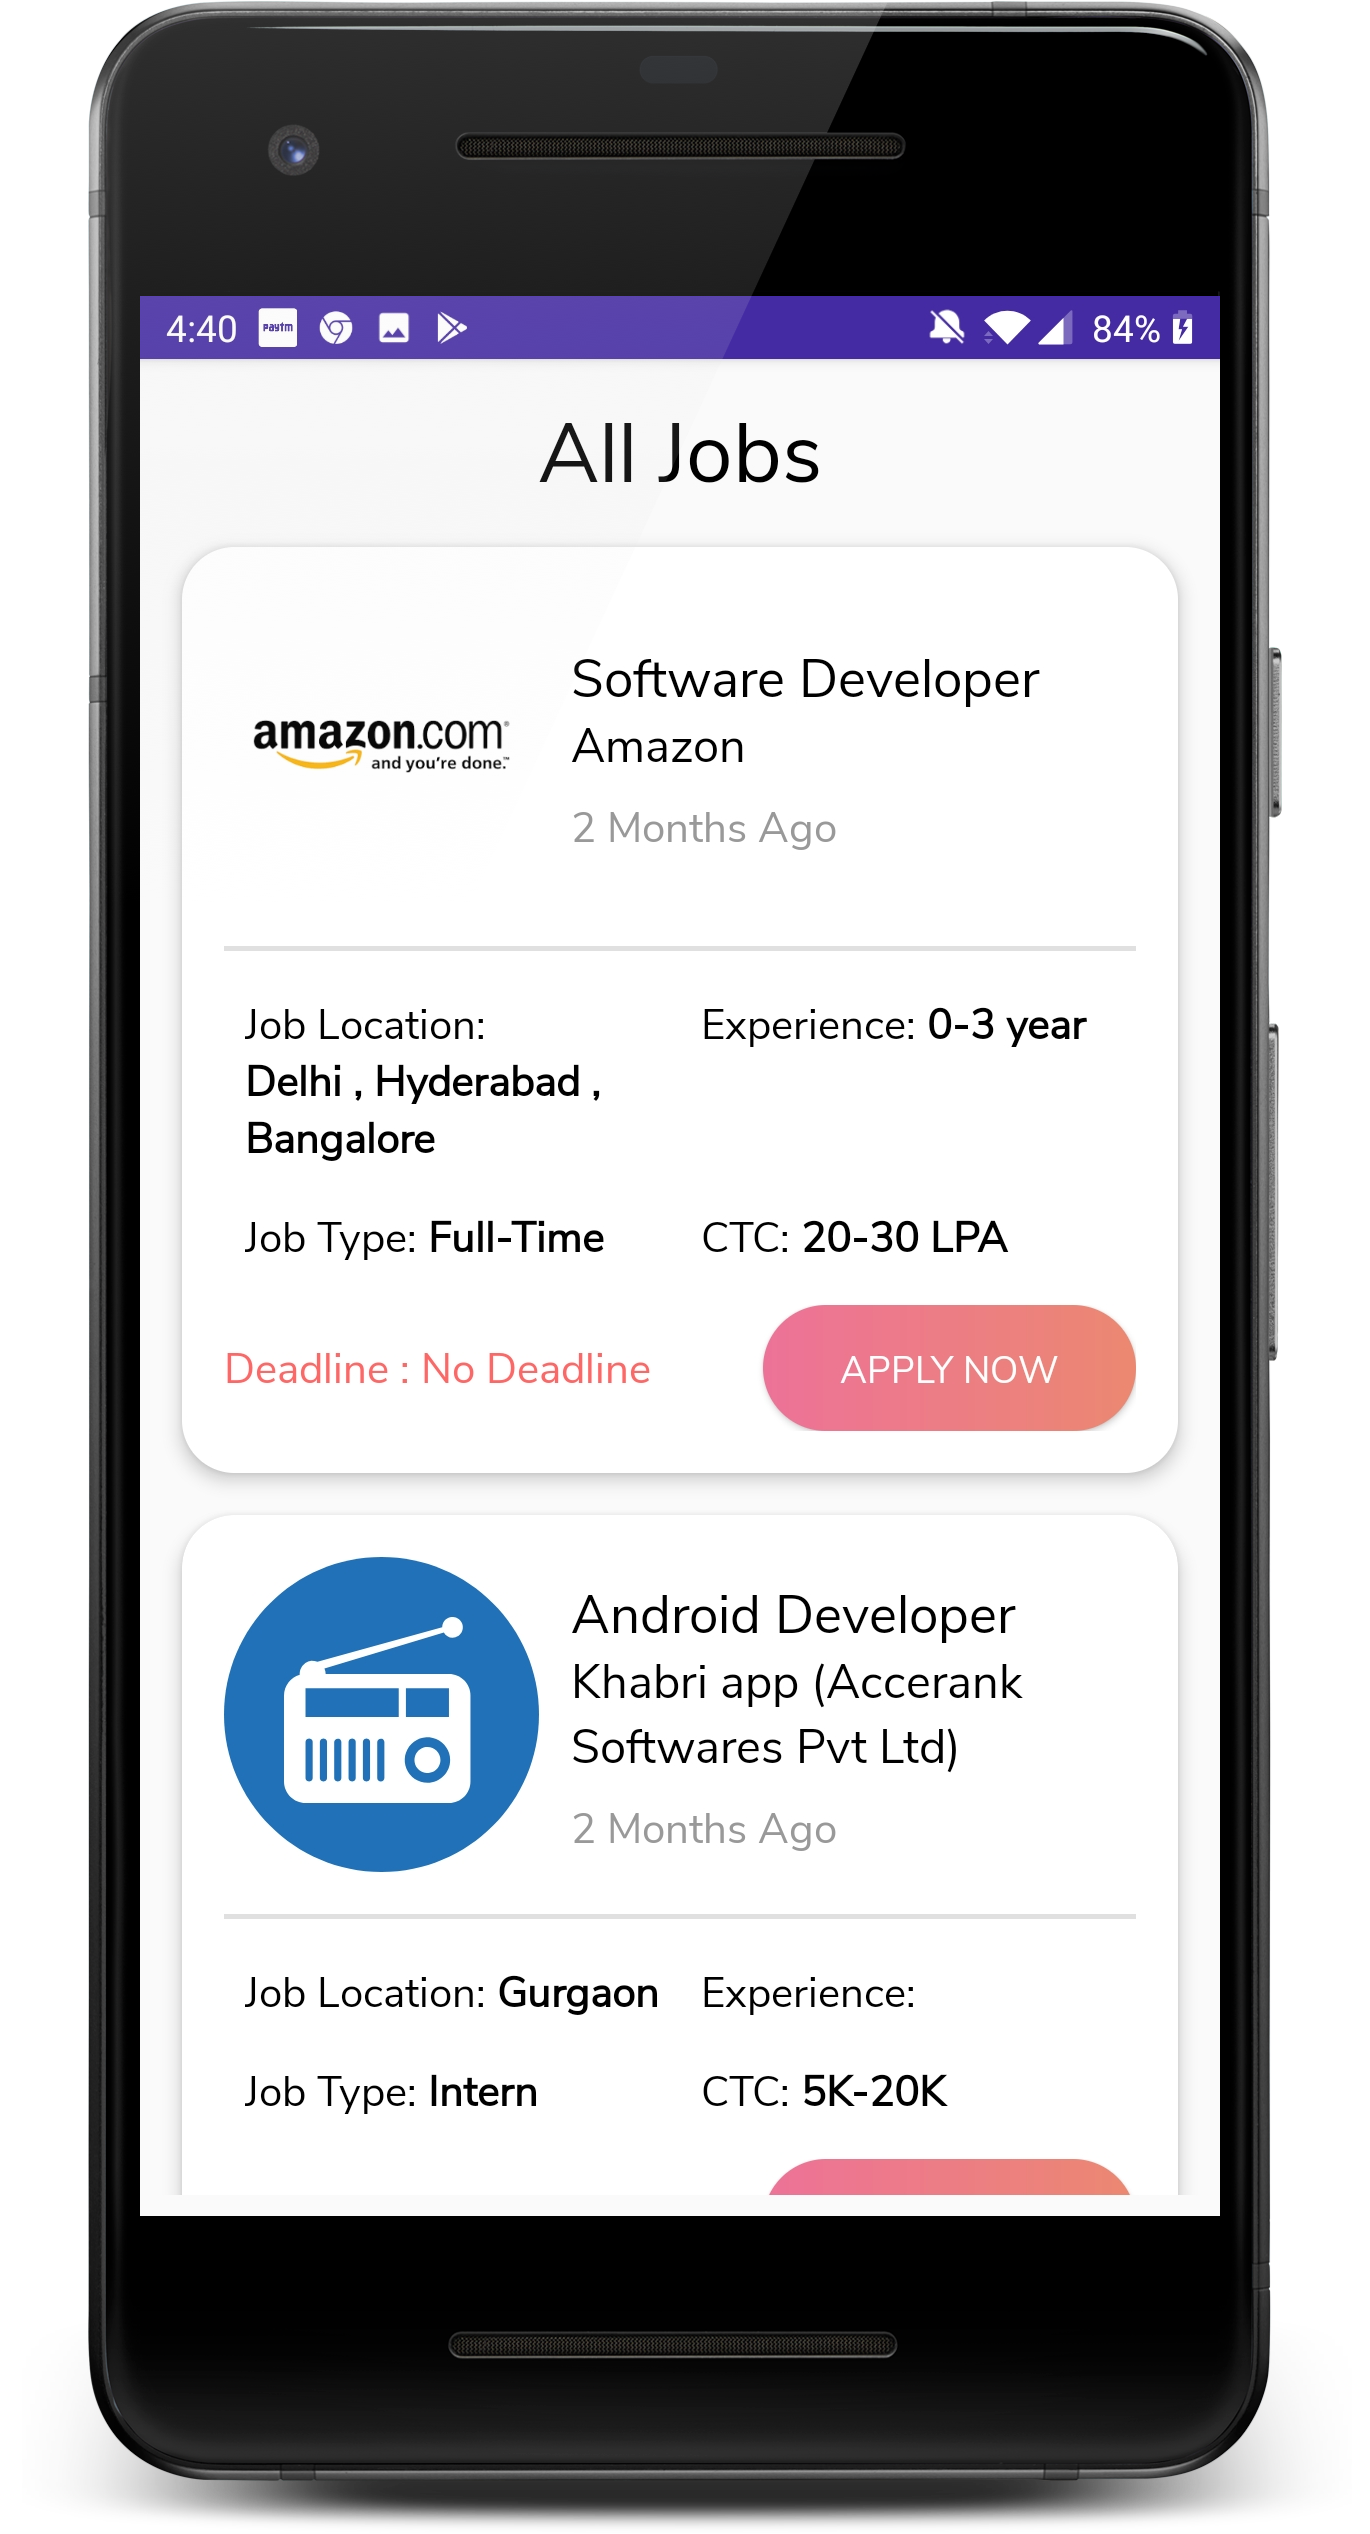 4:40 paytm 84%
All Jobs
amazon.com
and you're done.™
Software Developer
Amazon
2 Months Ago
Job Location:
Delhi , Hyderabad ,
Bangalore
Experience: 0-3 year
Job Type: Full-Time
CTC: 20-30 LPA
Deadline : No Deadline
APPLY NOW
Android Developer
Khabri app (Accerank
Softwares Pvt Ltd)
2 Months Ago
Job Location: Gurgaon
Experience:
Job Type: Intern
CTC: 5K-20K